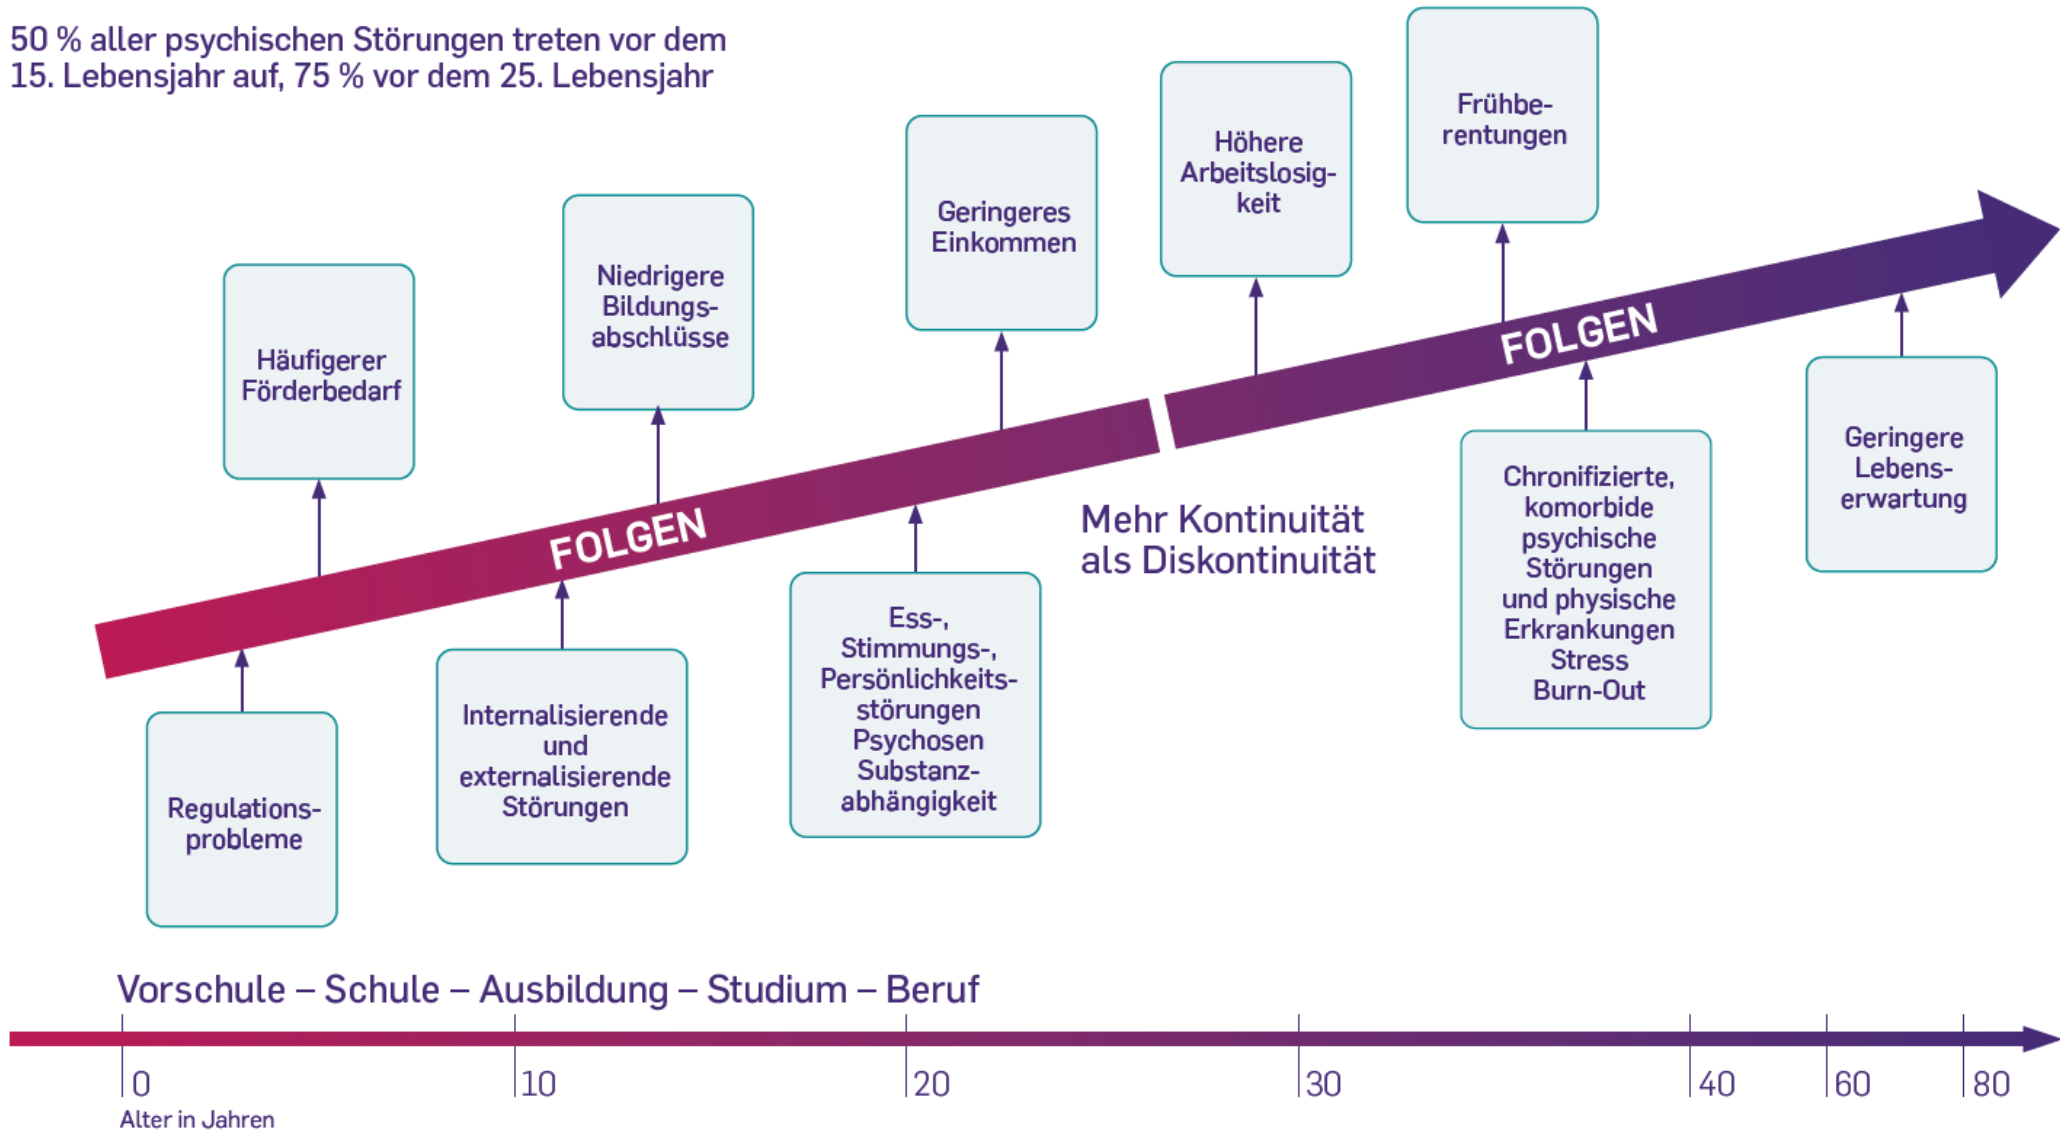 50 % aller psychischen Störungen treten vor dem
15. Lebensjahr auf, 75 % vor dem 25. Lebensjahr
Häufigerer
Förderbedarf
Niedrigere
Bildungs-
abschlüsse
Geringeres
Einkommen
Höhere
Arbeitslosig-
keit
Frühbe-
rentungen
FOLGEN
FOLGEN
Regulations-
probleme
Internalisierende
und
externalisierende
Störungen
Ess-,
Stimmungs-,
Persönlichkeits-
störungen
Psychosen
Substanz-
abhängigkeit
Mehr Kontinuität
als Diskontinuität
Chronifizierte,
komorbide
psychische
Störungen
und physische
Erkrankungen
Stress
Burn-Out
Geringere
Lebens-
erwartung
Vorschule – Schule – Ausbildung – Studium – Beruf
0 10 20 30 40 60 80
Alter in Jahren